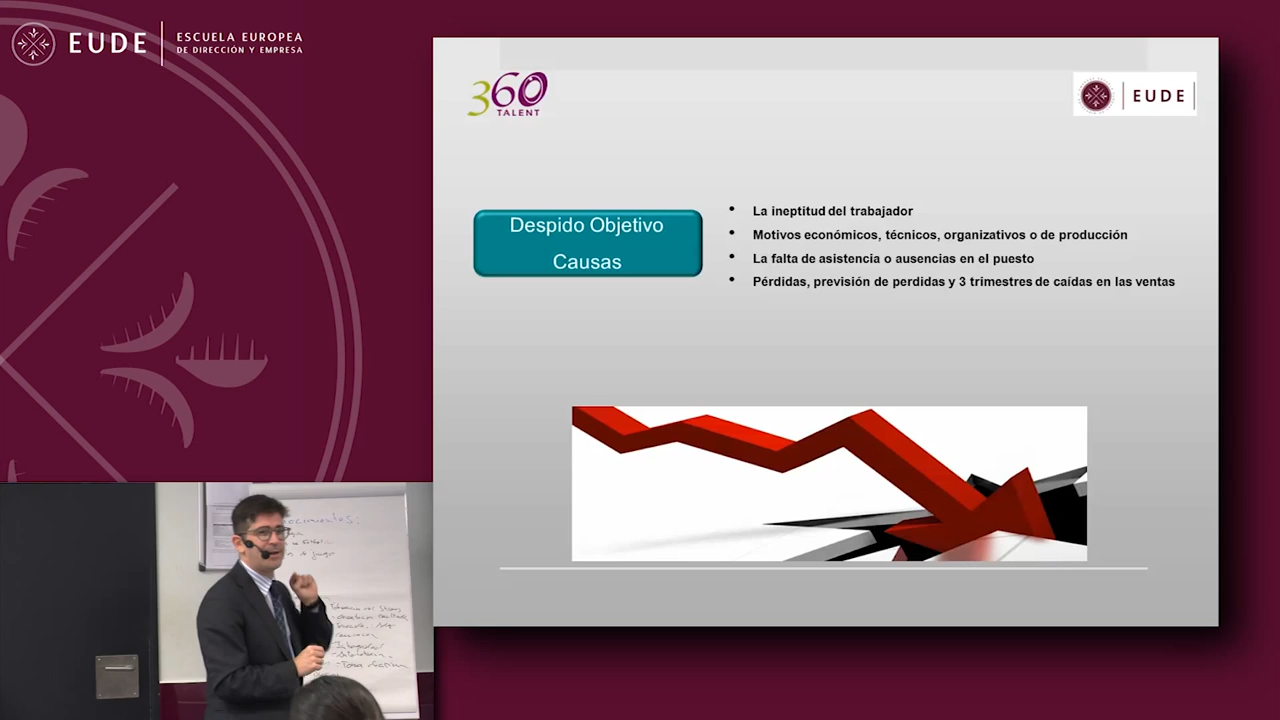 EUDE
ESCUELA EUROPEA
DE DIRECCIÓN Y EMPRESA
360
TALENT
EUDE
Despido Objetivo
Causas
• La ineptitud del trabajador
• Motivos económicos, técnicos, organizativos o de producción
• La falta de asistencia o ausencias en el puesto
• Pérdidas, previsión de perdidas y 3 trimestres de caídas en las ventas